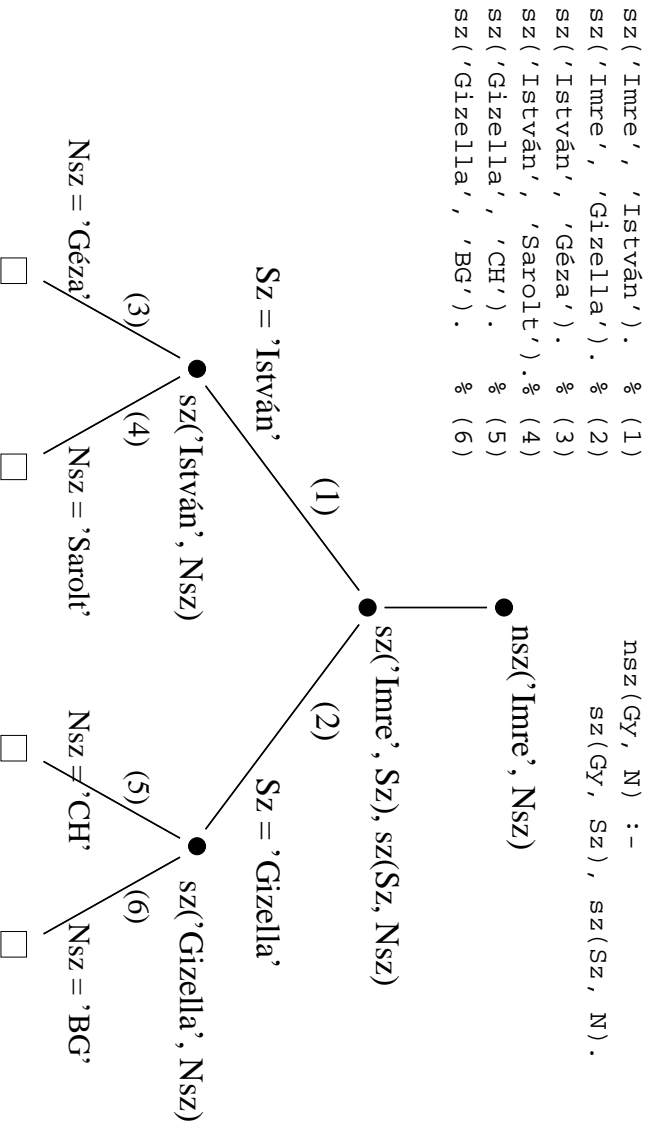 sz('Imre', 'István').   % (1)
sz('Imre', 'Gizella').  % (2)
sz('István', 'Géza').   % (3)
sz('István', 'Sarolt').% (4)
sz('Gizella', 'CH').    % (5)
sz('Gizella', 'BG').    % (6)
nsz(Gy, N) :-
sz(Gy, Sz), sz(Sz, N).
nsz('Imre', Nsz)
sz('Imre', Sz), sz(Sz, Nsz)
(1)
(2)
Sz = 'István'
Sz = 'Gizella'
sz('István', Nsz)
sz('Gizella', Nsz)
(3)
(4)
(5)
(6)
Nsz = 'Géza'
Nsz = 'Sarolt'
Nsz = 'CH'
Nsz = 'BG'